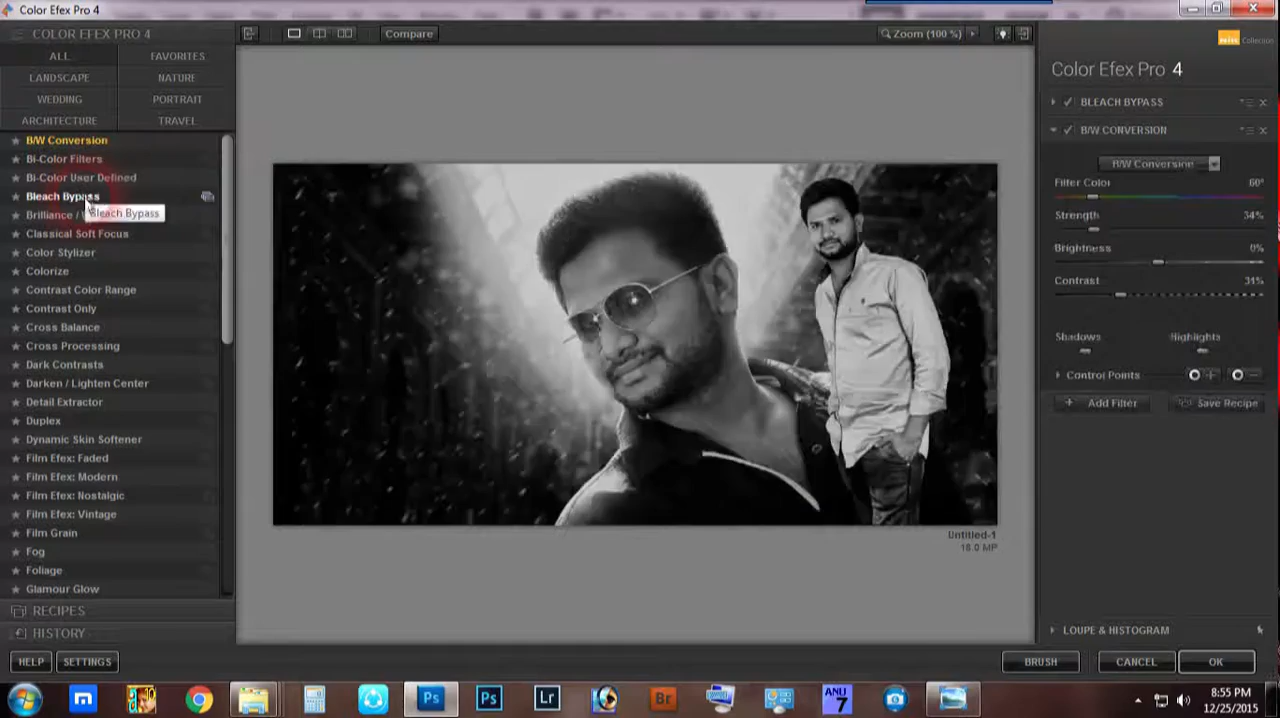 Color Efex Pro 4
COLOR EFEX PRO 4
ALL
FAVORITES
LANDSCAPE
NATURE
WEDDING
PORTRAIT
ARCHITECTURE
TRAVEL
B/W Conversion
Bi-Color Filters
Bi-Color User Defined
Bleach Bypass
Bleach Bypass
Brilliance /
Classical Soft Focus
Color Stylizer
Colorize
Contrast Color Range
Contrast Only
Cross Balance
Cross Processing
Dark Contrasts
Darken / Lighten Center
Detail Extractor
Duplex
Dynamic Skin Softener
Film Efex: Faded
Film Efex: Modern
Film Efex: Nostalgic
Film Efex: Vintage
Film Grain
Fog
Foliage
Glamour Glow
RECIPES
HISTORY
HELP
SETTINGS
Compare
Zoom (100 %)
Untitled-1
18.0 MP
Collection
Color Efex Pro 4
BLEACH BYPASS
B/W CONVERSION
B/W Conversion
Filter Color 60°
Strength 34%
Brightness 0%
Contrast 31%
Shadows
Highlights
Control Points
Add Filter
Save Recipe
LOUPE & HISTOGRAM
BRUSH
CANCEL
OK
Ps
Ps
Lr
Br
ANU
7
8:55 PM
12/25/2015